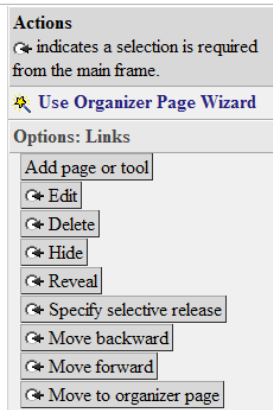 Actions
indicates a selection is required
from the main frame.
Use Organizer Page Wizard
Options: Links
Add page or tool
Edit
Delete
Hide
Reveal
Specify selective release
Move backward
Move forward
Move to organizer page